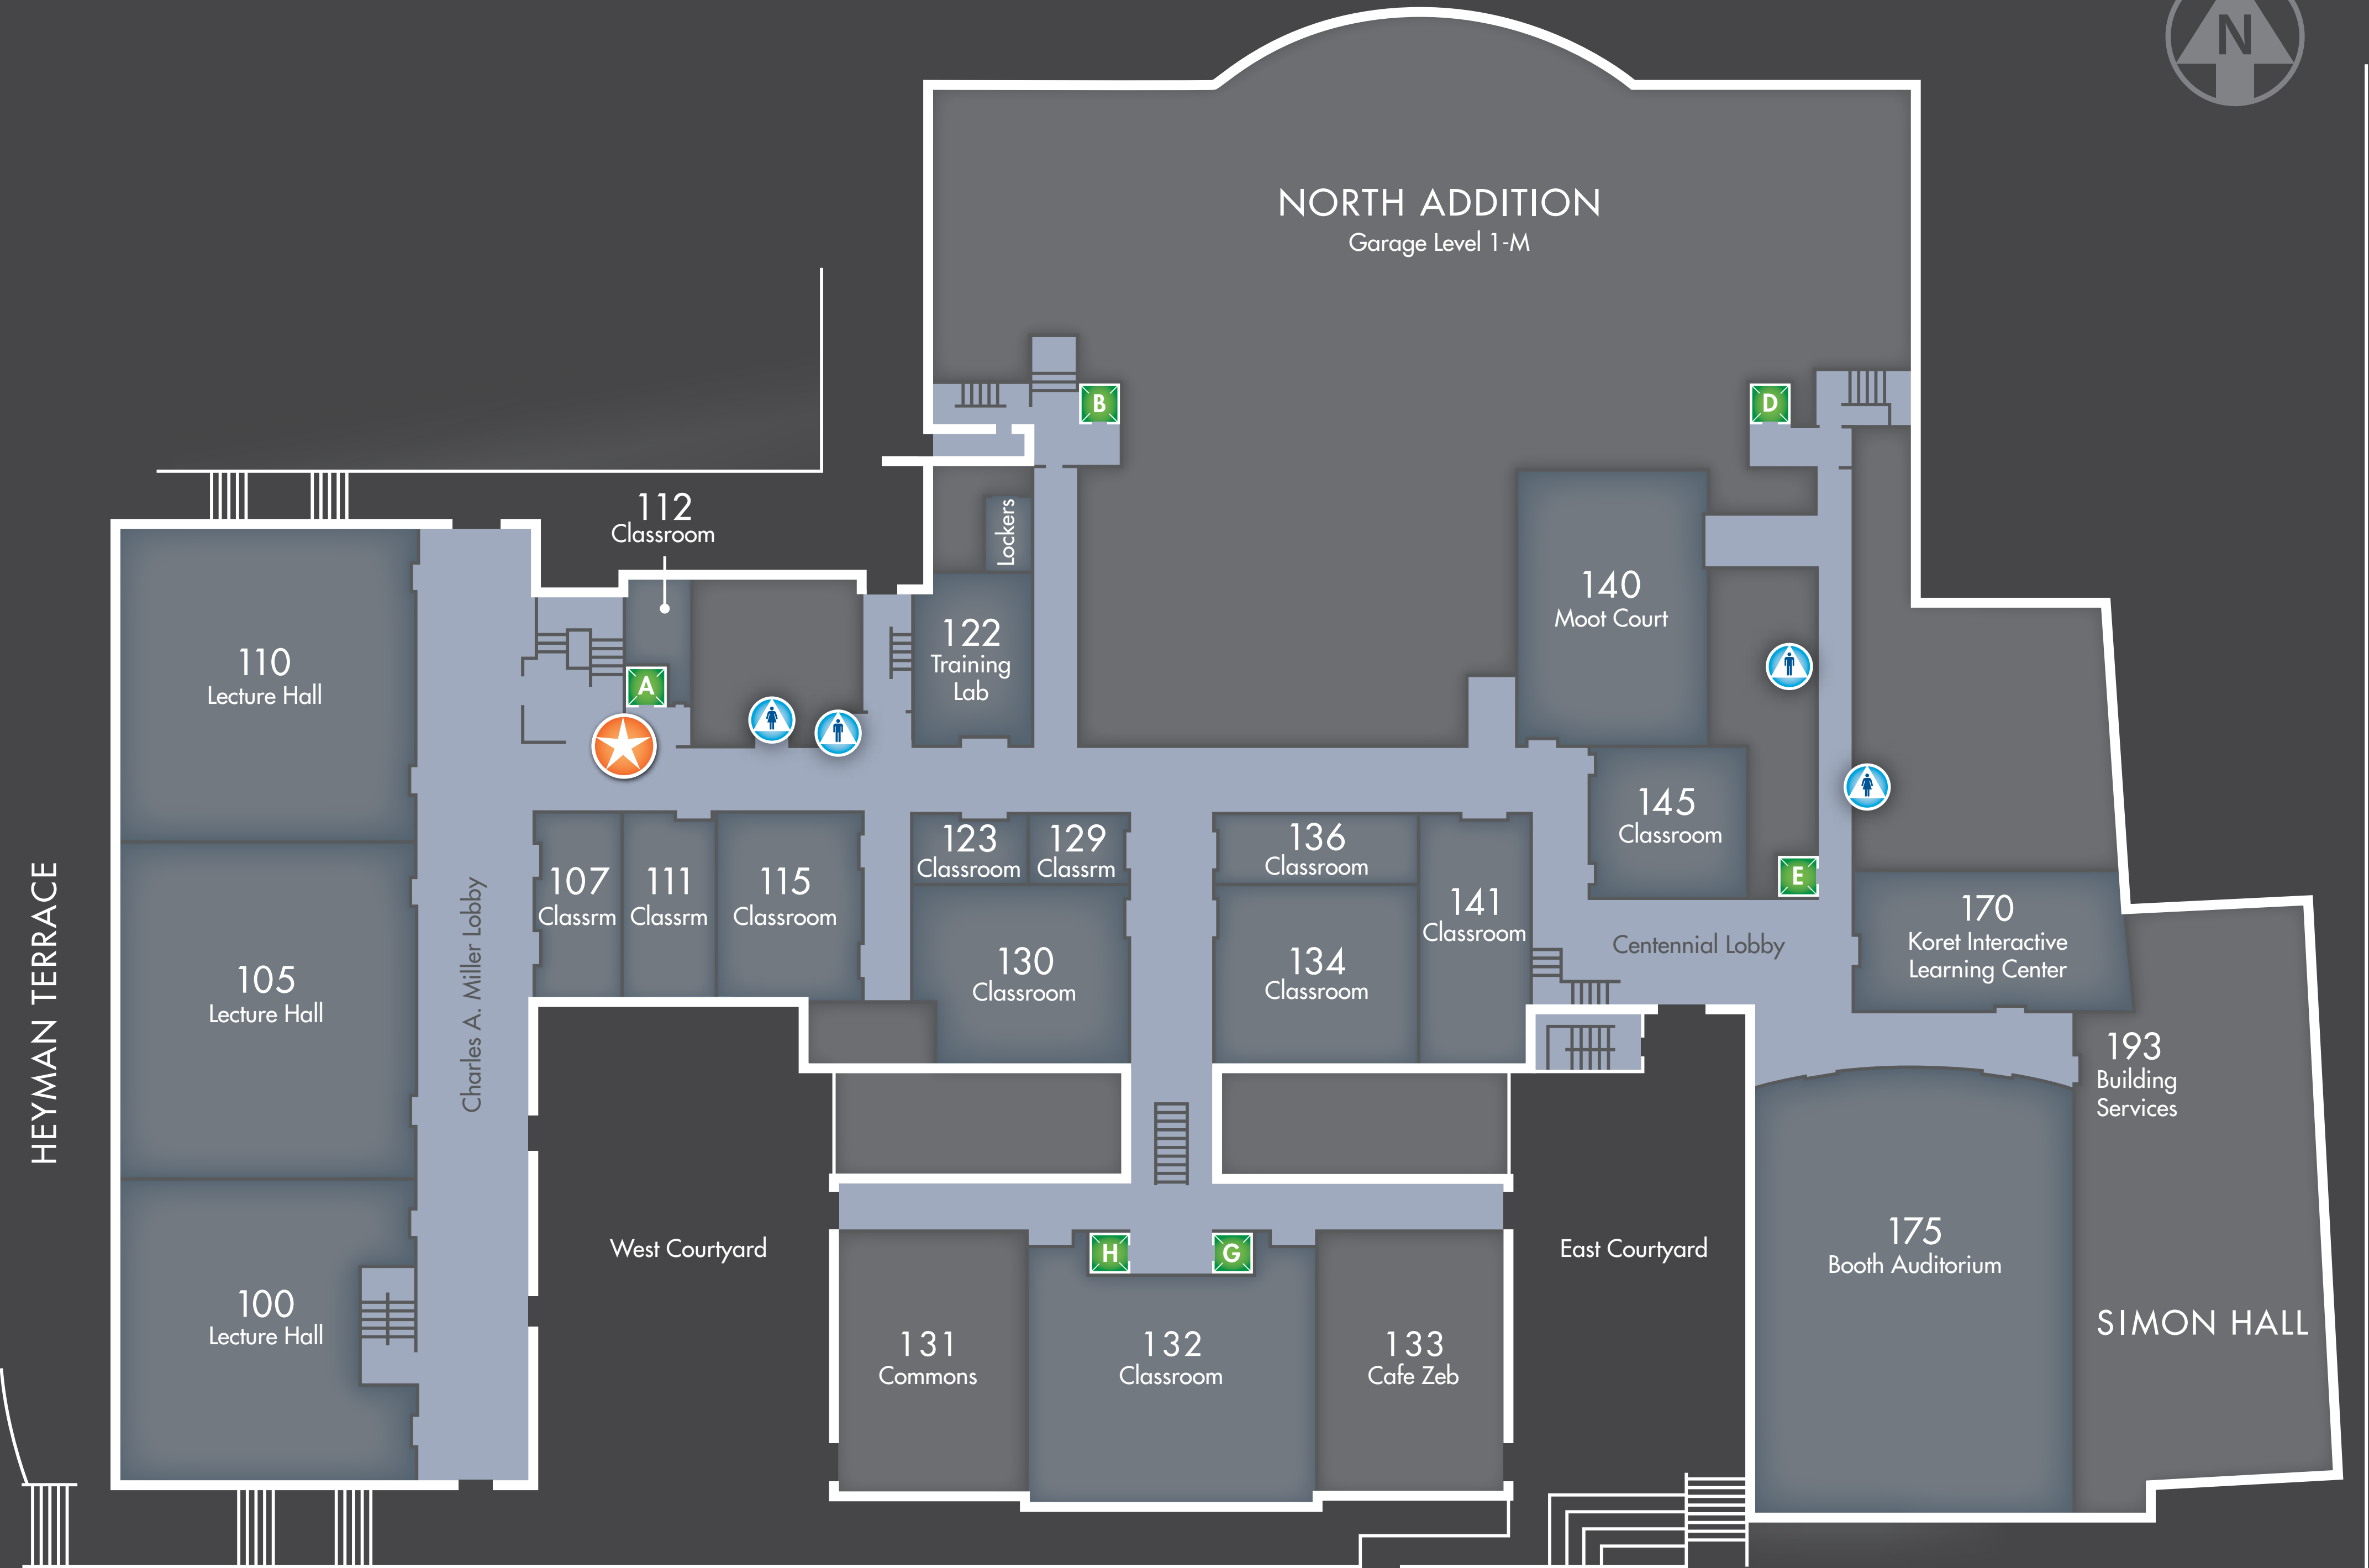 N
NORTH ADDITION
Garage Level 1-M
B
D
112
Classroom
Lockers
140
Moot Court
122
Training
Lab
110
Lecture Hall
A
145
Classroom
123
Classroom
129
Classrm
136
Classroom
107
Classrm
111
Classrm
115
Classroom
E
141
Classroom
170
Koret Interactive
Learning Center
Centennial Lobby
130
Classroom
134
Classroom
105
Lecture Hall
HEYMAN TERRACE
Charles A. Miller Lobby
193
Building
Services
West Courtyard
H
G
East Courtyard
175
Booth Auditorium
100
Lecture Hall
SIMON HALL
131
Commons
132
Classroom
133
Cafe Zeb